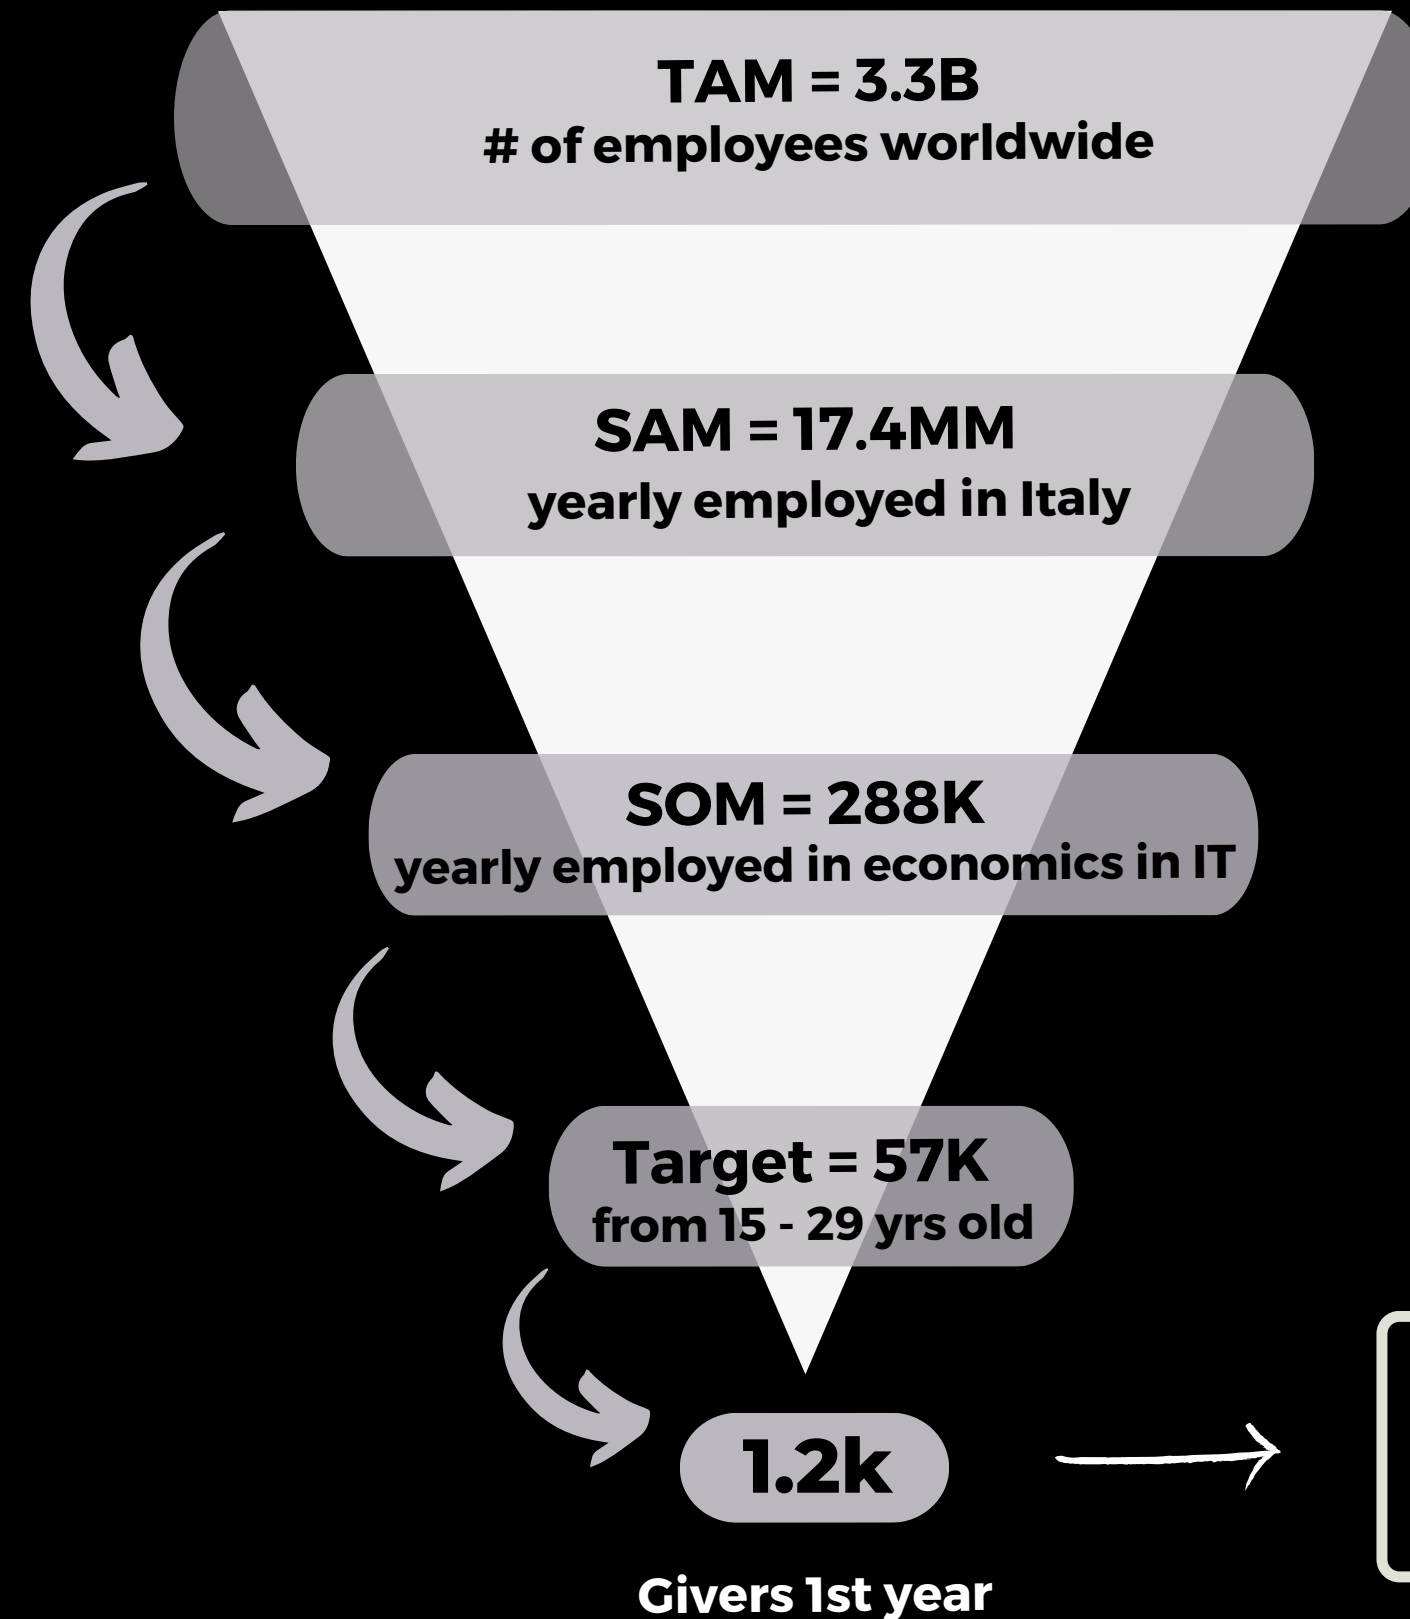 TAM = 3.3B
# of employees worldwide
SAM = 17.4MM
yearly employed in Italy
SOM = 288K
yearly employed in economics in IT
Target = 57K
from 15 - 29 yrs old
1.2k
Givers 1st year